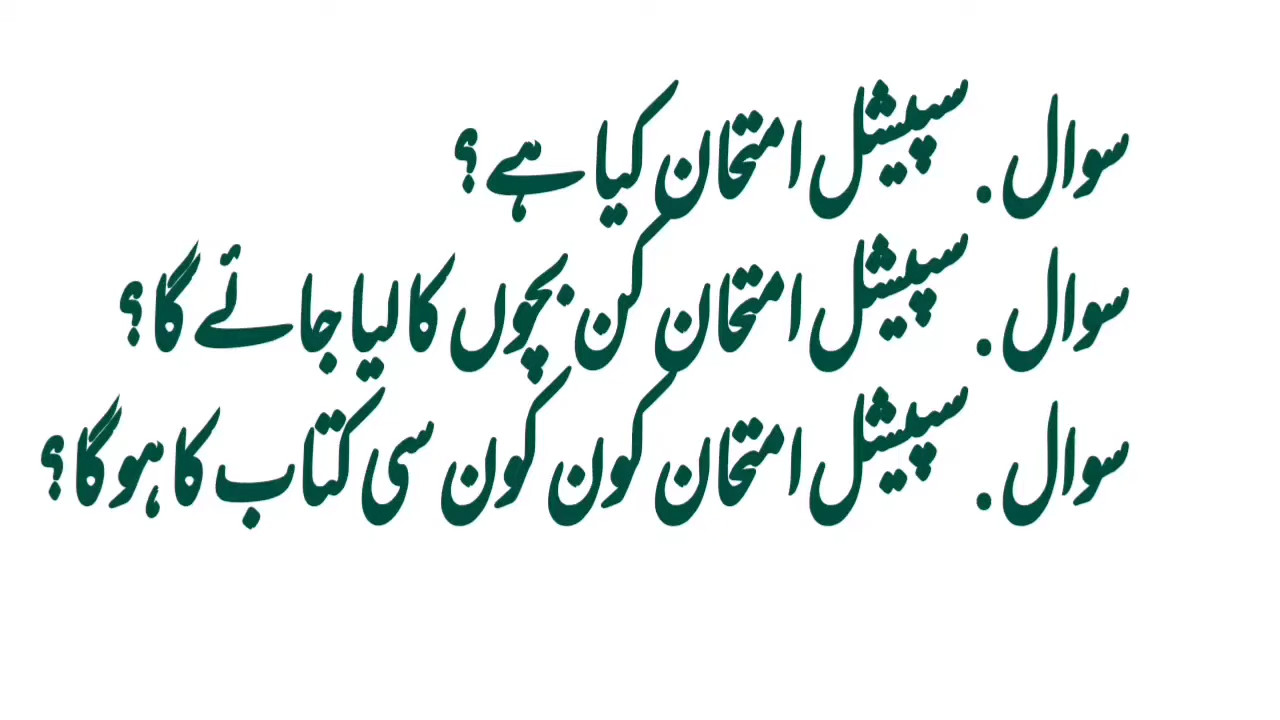 سوال . سپیشل امتحان کیا ہے؟
سوال . سپیشل امتحان کن بچوں کا لیا جائے گا؟
سوال . سپیشل امتحان کون کون سی کتاب کا ہو گا؟